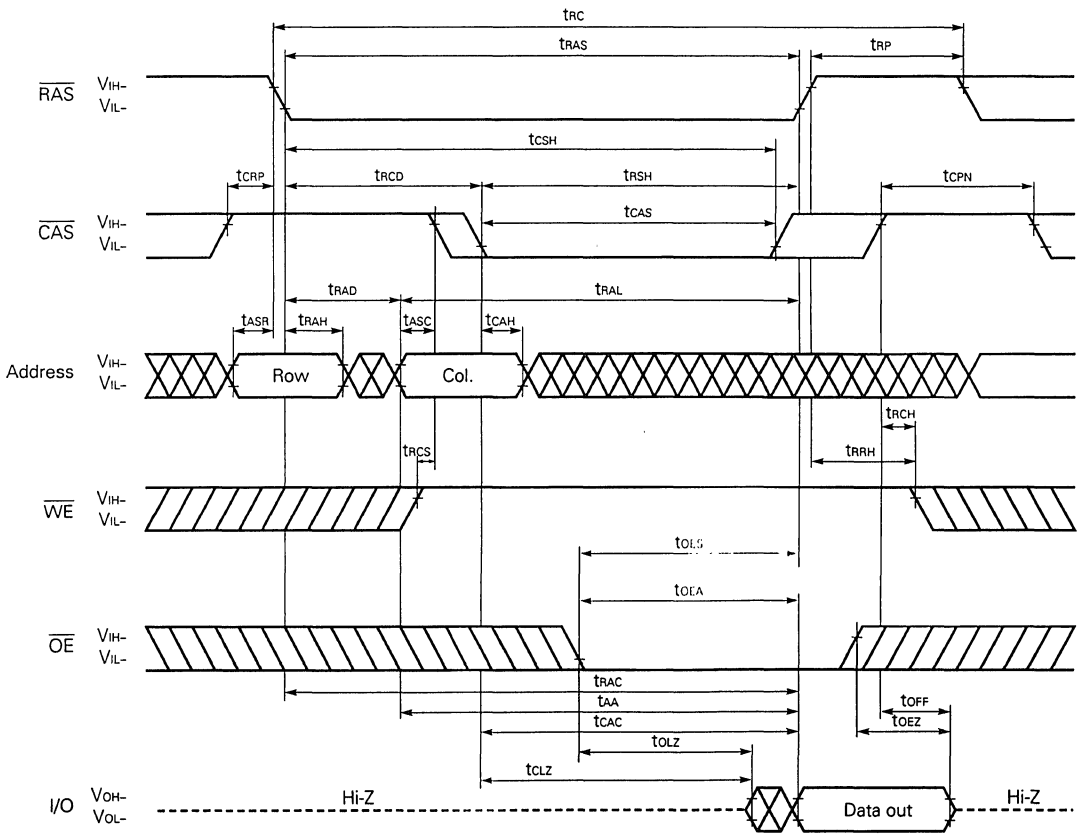 tRC
tRAS
tRP
RAS
VIH-
VIL-
tCSH
tCRP
tRCD
tRSH
tCPN
tCAS
CAS
VIH-
VIL-
tRAD
tRAL
tASR
tRAH
tASC
tCAH
Address
VIH-
VIL-
Row
Col.
tRCH
tRCS
tRRH
WE
VIH-
VIL-
tOES
tOEA
OE
VIH-
VIL-
tRAC
tAA
tOFF
tCAC
tOEZ
tOLZ
tCLZ
I/O
VOH-
VOL-
Hi-Z
Data out
Hi-Z